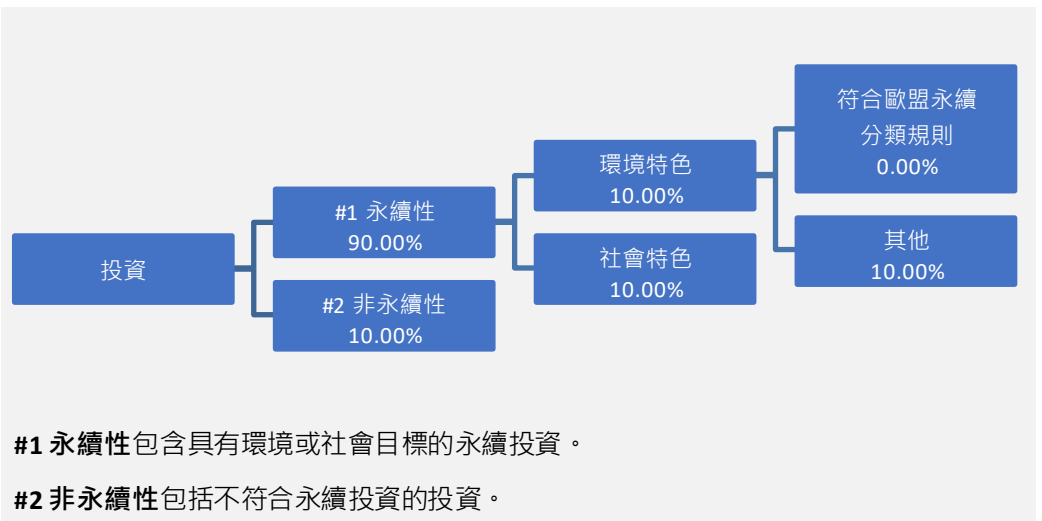 投資
#1 永續性
90.00%
#2 非永續性
10.00%
環境特色
10.00%
社會特色
10.00%
符合歐盟永續
分類規則
0.00%
其他
10.00%
#1 永續性包含具有環境或社會目標的永續投資。
#2 非永續性包括不符合永續投資的投資。